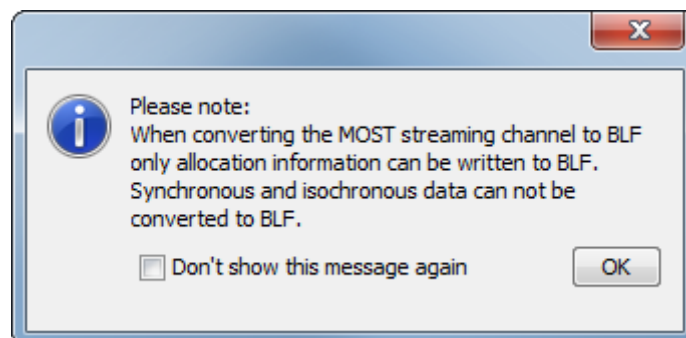 Please note:
When converting the MOST streaming channel to BLF
only allocation information can be written to BLF.
Synchronous and isochronous data can not be
converted to BLF.
Don't show this message again
OK